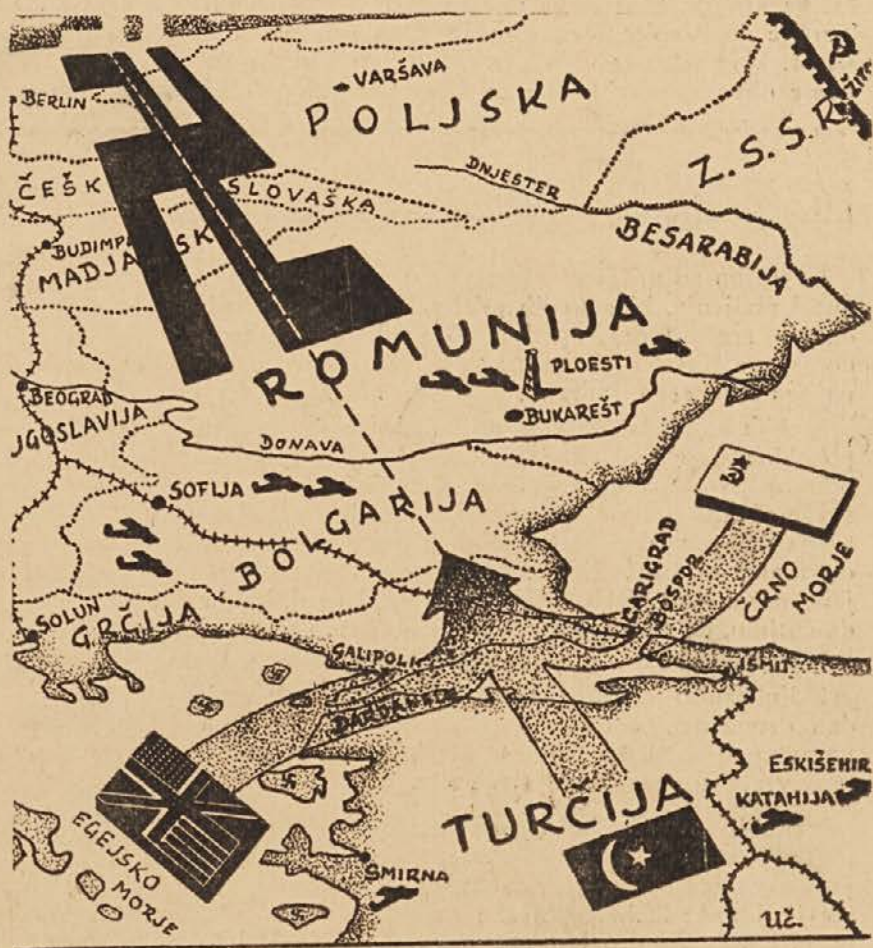 VARŠAVA
BERLIN
POLJSKA
Z.S.S.R.
ČEŠK
SLOVAŠKA
DNJESTER
BUDIMP
MADJA SK
BESARABIJA
ROMUNIJA
PLOESTI
BEOGRAD
BUKAREŠT
JGOSLAVIJA
DONAVA
SOFIJA
BOLGARIJA
CARIGRAD
BOSPOR
ČRNO
MORJE
SOLUN
GRČIJA
GALIPOLI
ISMIT
DARDANELE
ESKIŠEHIR
KATAHIJA
TURČIJA
EGEJSKO
MORJE
SMIRNA
Uč.